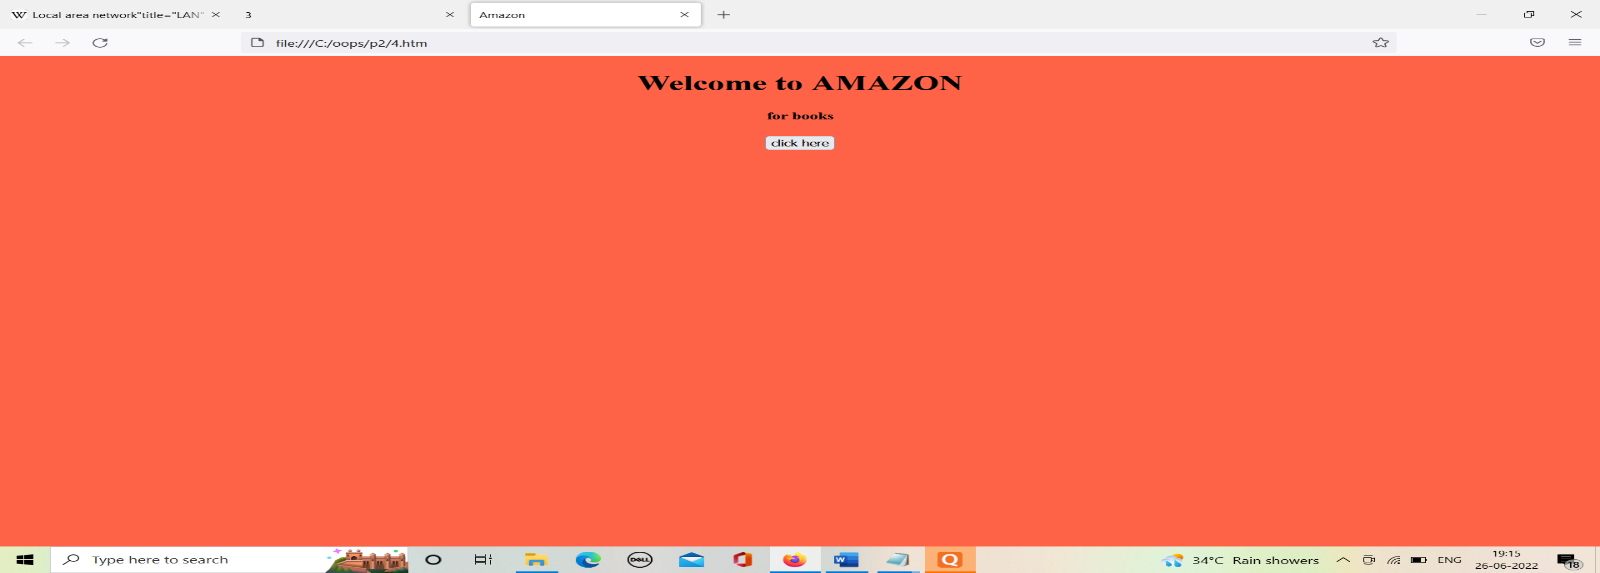 W Local area network"title="LAN"
3
Amazon
file:///C:/oops/p2/4.htm
Welcome to AMAZON
for books
click here
Type here to search
DELL
W
Q
34°C Rain showers
ENG
19:15
26-06-2022
18